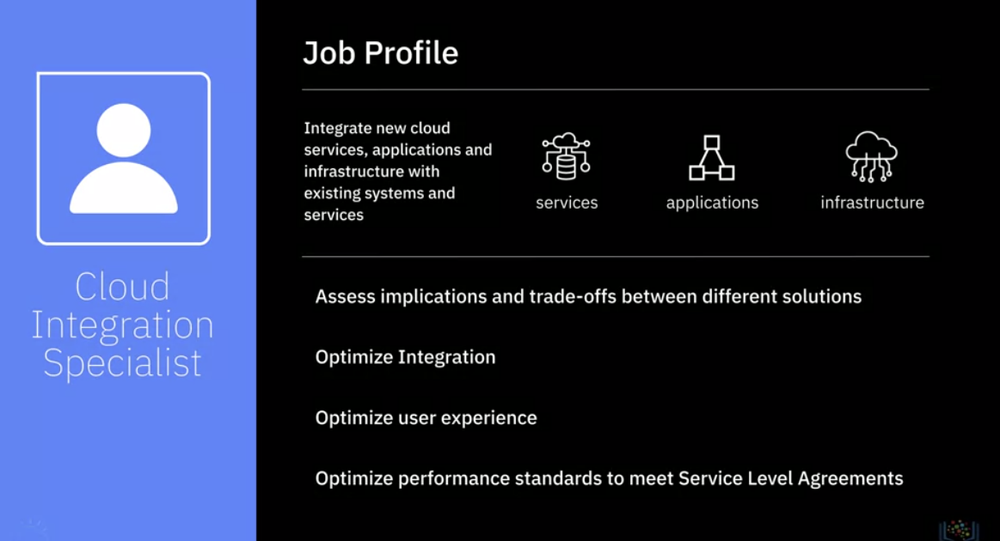 Cloud
Integration
Specialist
Job Profile
Integrate new cloud
services, applications and
infrastructure with
existing systems and
services
services
applications
infrastructure
Assess implications and trade-offs between different solutions
Optimize Integration
Optimize user experience
Optimize performance standards to meet Service Level Agreements